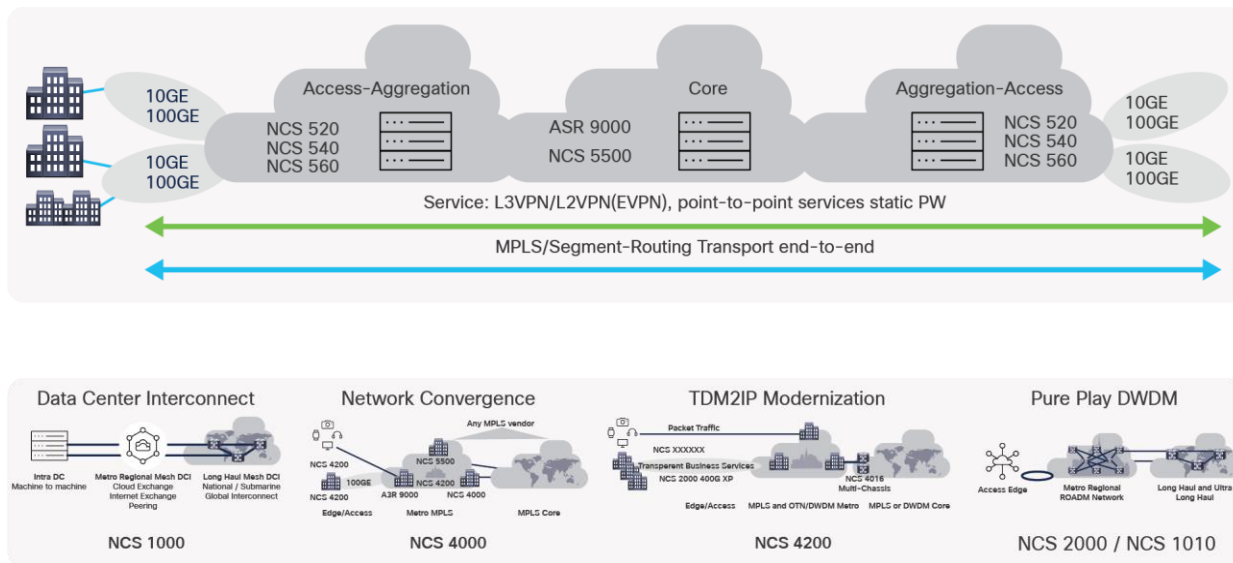 Access-Aggregation
Core
Aggregation-Access
10GE
100GE
10GE
100GE
NCS 520
NCS 540
NCS 560
ASR 9000
NCS 5500
NCS 520
NCS 540
NCS 560
10GE
100GE
10GE
100GE
Service: L3VPN/L2VPN(EVPN), point-to-point services static PW
MPLS/Segment-Routing Transport end-to-end
Data Center Interconnect
Intra DC
Machine to machine
Metro Regional Mesh DCI
Cloud Exchange
Internet Exchange
Peering
Long Haul Mesh DCI
National / Submarine
Global Interconnect
NCS 1000
Network Convergence
Any MPLS vendor
NCS 4200
NCS 5500
100GE
NCS 4200
NCS 4200
A3R 9000
NCS 4000
Edge/Access
Metro MPLS
MPLS Core
NCS 4000
TDM2IP Modernization
Packet Traffic
NCS XXXXXX
Transperent Business Services
NCS 2000 400G XP
NCS 4016
Multi-Chassis
Edge/Access
MPLS and OTN/DWDM Metro
MPLS or DWDM Core
NCS 4200
Pure Play DWDM
Access Edge
Metro Regional
ROADM Network
Long Haul and Ultra
Long Haul
NCS 2000 / NCS 1010